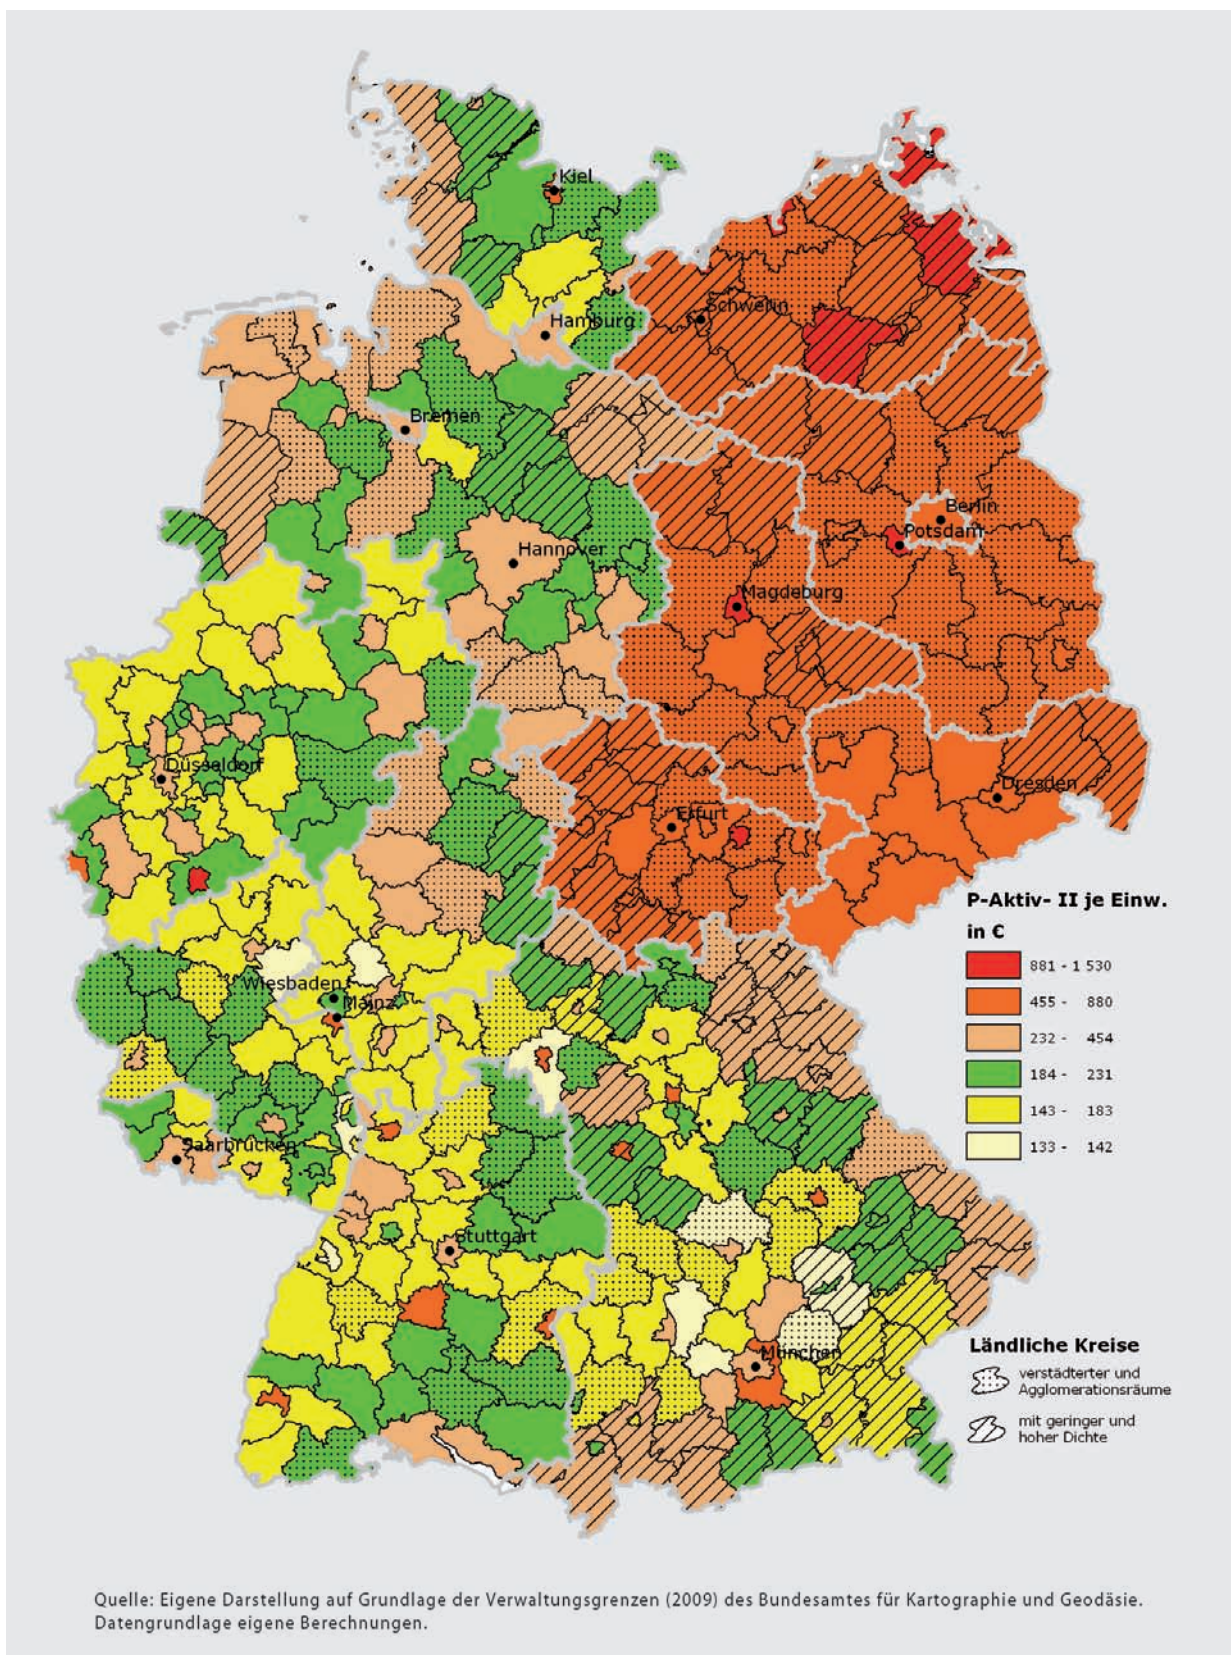 Kiel
Schwerin
Hamburg
Bremen
Berlin
Potsdam
Hannover
Magdeburg
Düsseldorf
Dresden
Erfurt
P-Aktiv- II je Einw.
in €
881 - 1 530
455 - 880
232 - 454
184 - 231
143 - 183
133 - 142
Wiesbaden
Mainz
Saarbrücken
Stuttgart
München
Ländliche Kreise
verstädterter und
Agglomerationsräume
mit geringer und
hoher Dichte
Quelle: Eigene Darstellung auf Grundlage der Verwaltungsgrenzen (2009) des Bundesamtes für Kartographie und Geodäsie.
Datengrundlage eigene Berechnungen.